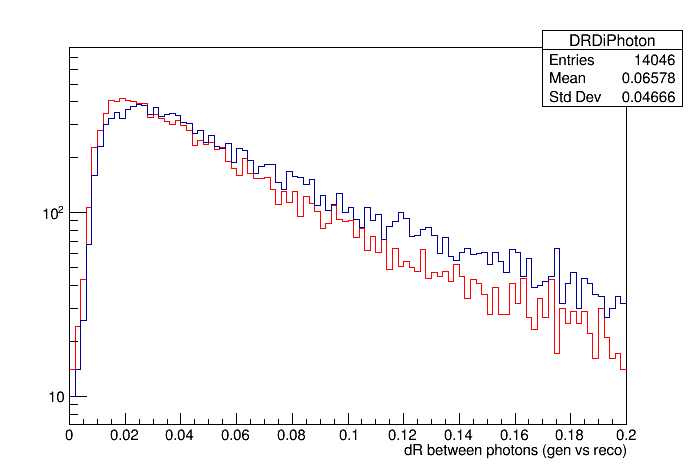 DRDiPhoton
Entries 14046
Mean 0.06578
Std Dev 0.04666
10²
10
0 0.02 0.04 0.06 0.08 0.1 0.12 0.14 0.16 0.18 0.2
dR between photons (gen vs reco)